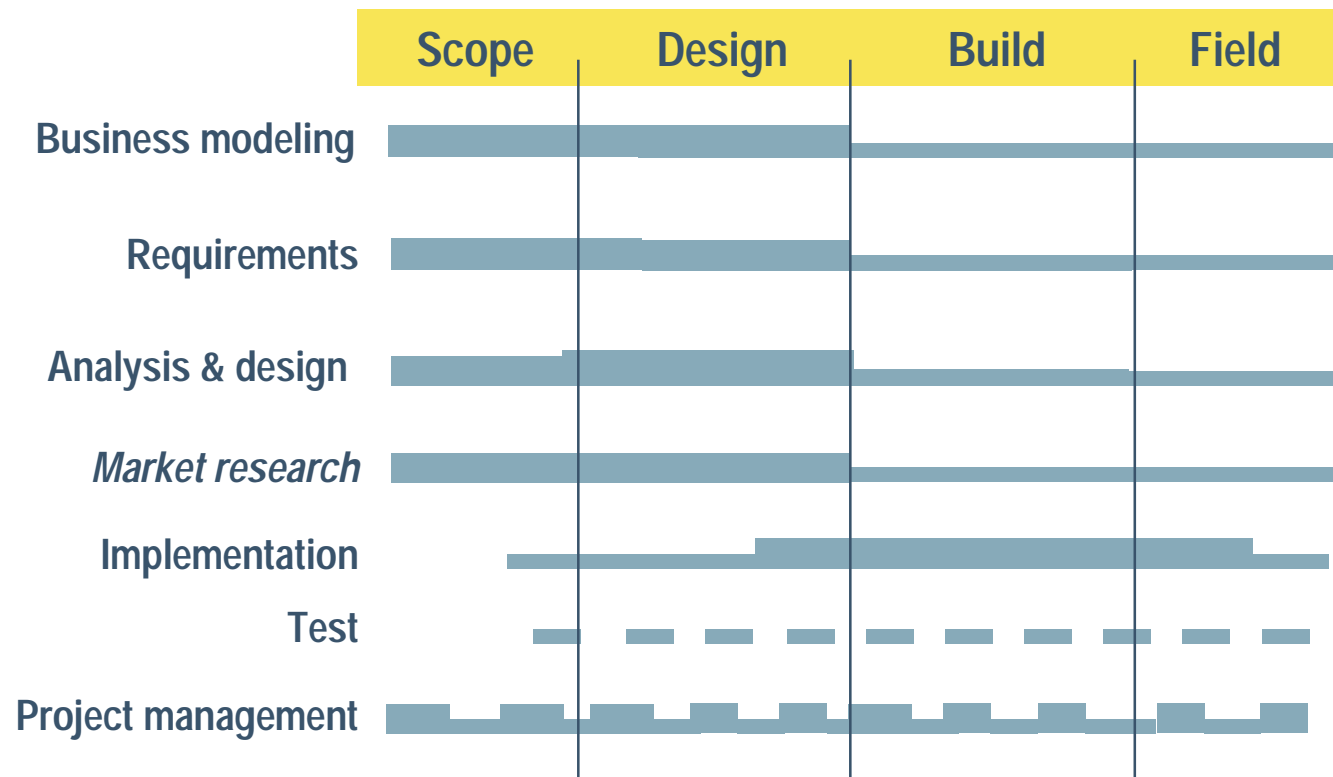 Scope Design Build Field
Business modeling
Requirements
Analysis & design
Market research
Implementation
Test
Project management